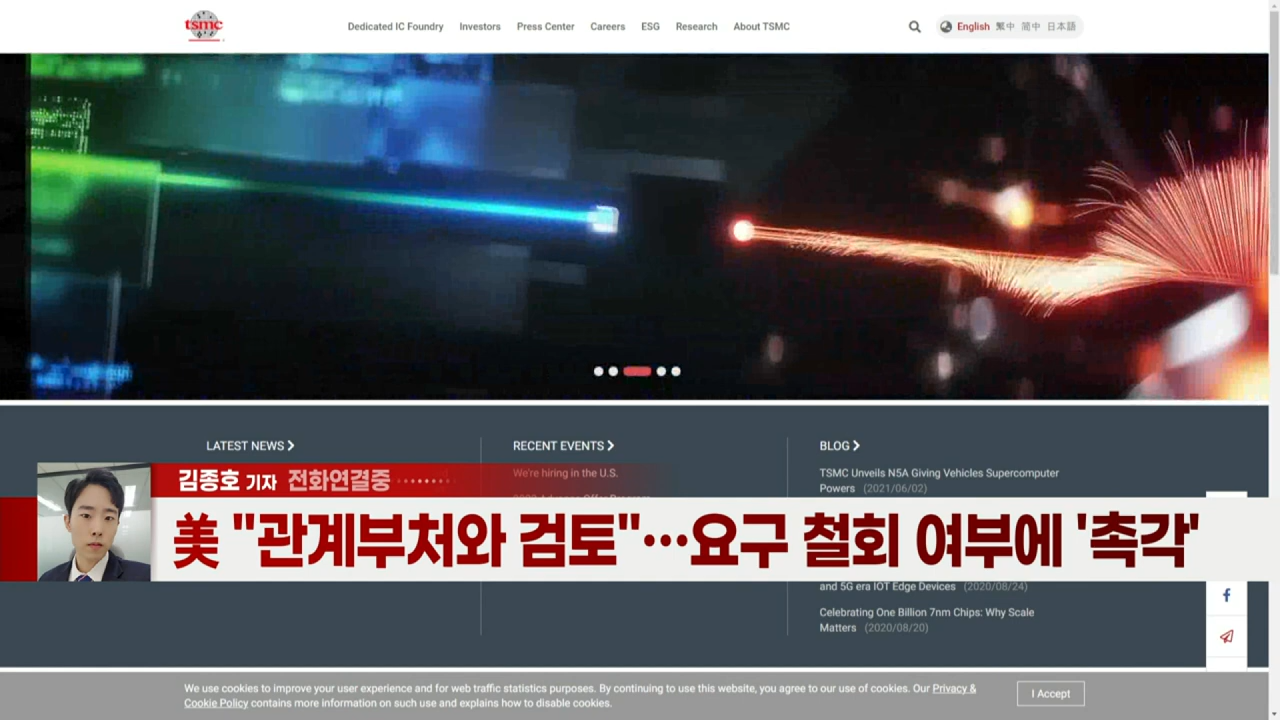 tsmc
Dedicated IC Foundry Investors Press Center Careers ESG Research About TSMC
English 繁中 简中 日本語
LATEST NEWS
RECENT EVENTS
BLOG
We're hiring in the U.S.
TSMC Unveils N5A Giving Vehicles Supercomputer
Powers (2021/06/02)
김종호 기자 전화연결중
美 "관계부처와 검토"…요구 철회 여부에 '촉각'
and 5G era IOT Edge Devices (2020/08/24)
Celebrating One Billion 7nm Chips: Why Scale
Matters (2020/08/20)
We use cookies to improve your user experience and for web traffic statistics purposes. By continuing to use this website, you agree to our use of cookies. Our Privacy &
Cookie Policy contains more information on such use and explains how to disable cookies.
I Accept